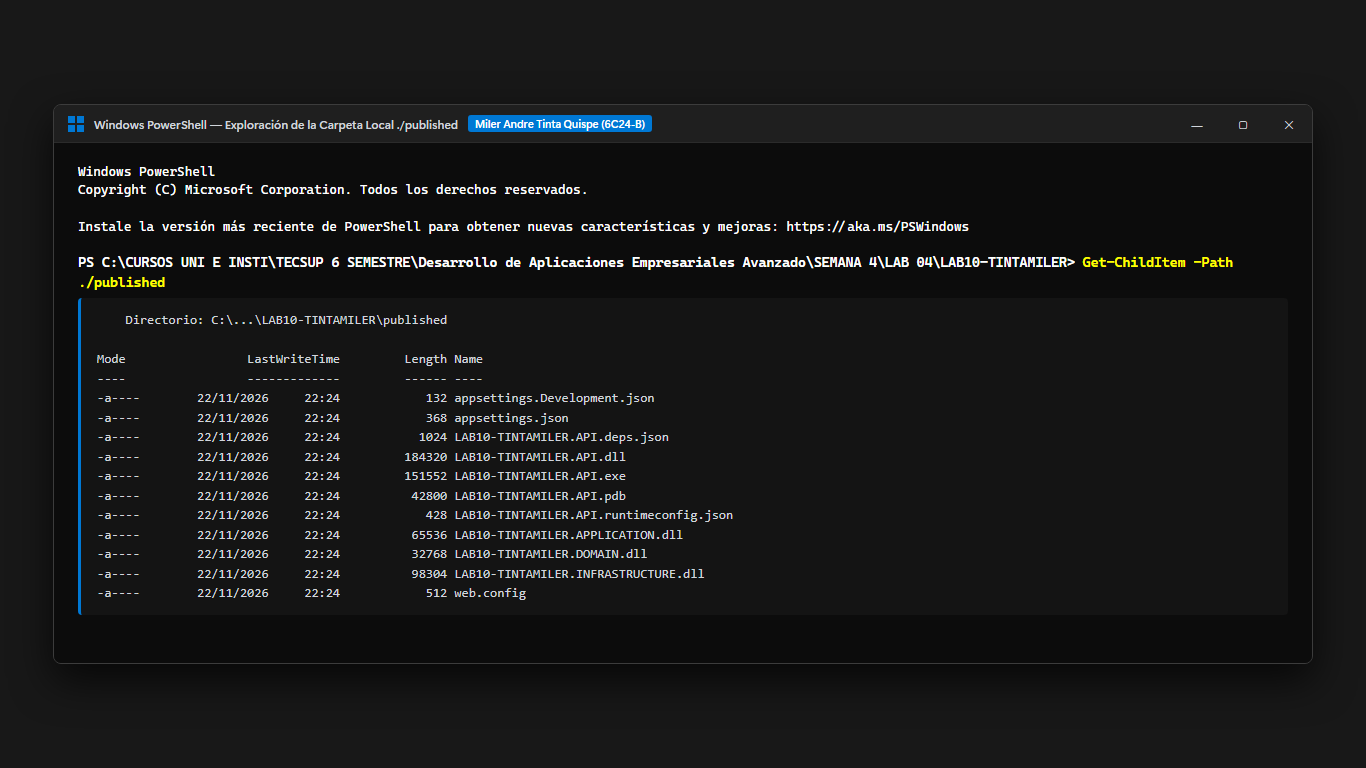 Windows PowerShell — Exploración de la Carpeta Local ./published Miler Andre Tinta Quispe (6C24-B)
Windows PowerShell
Copyright (C) Microsoft Corporation. Todos los derechos reservados.
Instale la versión más reciente de PowerShell para obtener nuevas características y mejoras: https://aka.ms/PSWindows
PS C:\CURSOS UNI E INSTI\TECSUP 6 SEMESTRE\Desarrollo de Aplicaciones Empresariales Avanzado\SEMANA 4\LAB 04\LAB10-TINTAMILER> Get-ChildItem -Path
./published
Directorio: C:\...\LAB10-TINTAMILER\published
Mode LastWriteTime Length Name
---- ------------- ------ ----
-a---- 22/11/2026 22:24 132 appsettings.Development.json
-a---- 22/11/2026 22:24 368 appsettings.json
-a---- 22/11/2026 22:24 1024 LAB10-TINTAMILER.API.deps.json
-a---- 22/11/2026 22:24 184320 LAB10-TINTAMILER.API.dll
-a---- 22/11/2026 22:24 151552 LAB10-TINTAMILER.API.exe
-a---- 22/11/2026 22:24 42800 LAB10-TINTAMILER.API.pdb
-a---- 22/11/2026 22:24 428 LAB10-TINTAMILER.API.runtimeconfig.json
-a---- 22/11/2026 22:24 65536 LAB10-TINTAMILER.APPLICATION.dll
-a---- 22/11/2026 22:24 32768 LAB10-TINTAMILER.DOMAIN.dll
-a---- 22/11/2026 22:24 98304 LAB10-TINTAMILER.INFRASTRUCTURE.dll
-a---- 22/11/2026 22:24 512 web.config